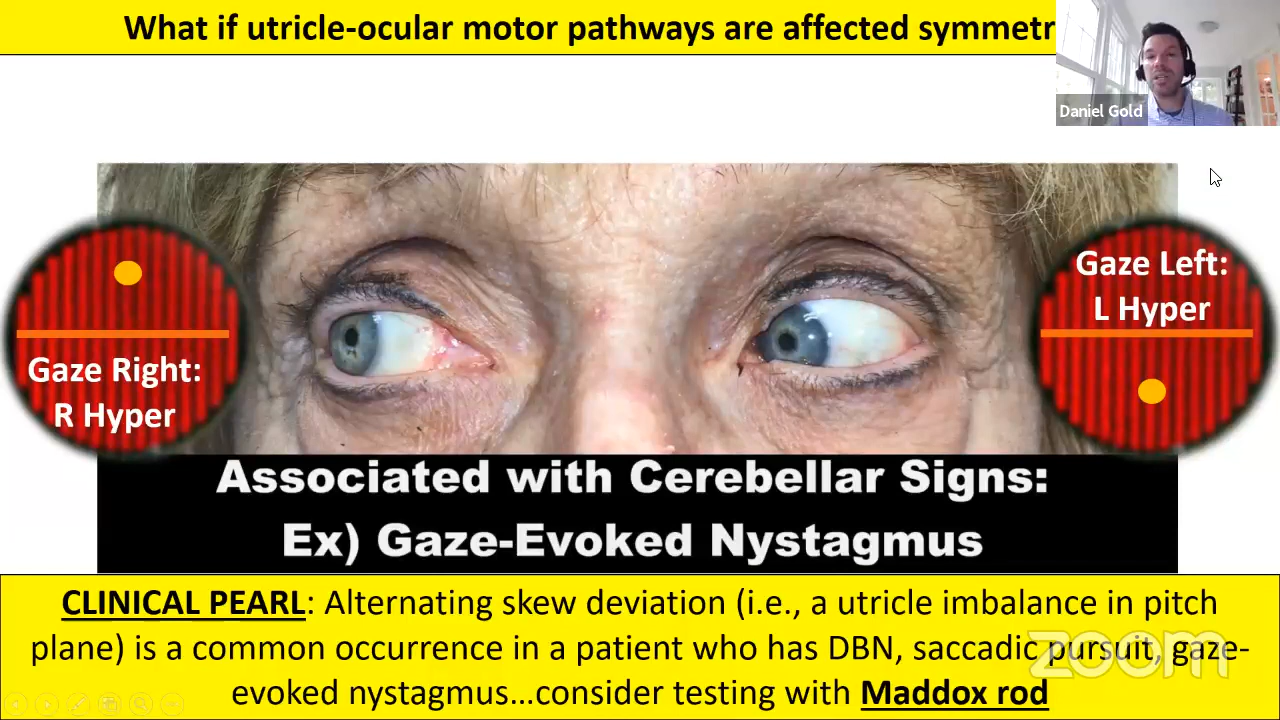 What if utricle-ocular motor pathways are affected symmetr
Daniel Gold
Gaze Left:
L Hyper
Gaze Right:
R Hyper
Associated with Cerebellar Signs:
Ex) Gaze-Evoked Nystagmus
CLINICAL PEARL: Alternating skew deviation (i.e., a utricle imbalance in pitch
plane) is a common occurrence in a patient who has DBN, saccadic pursuit, gaze-
evoked nystagmus...consider testing with Maddox rod
zoom